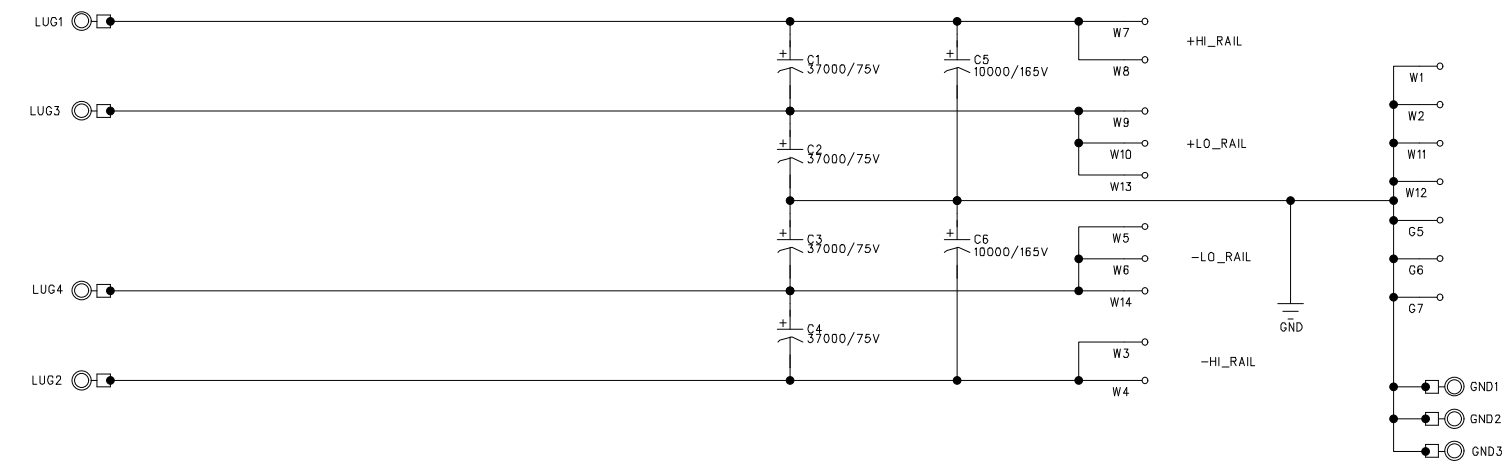 LUG1
W7
+HI_RAIL
C1
37000/75V
C5
10000/165V
W8
W1
LUG3
W9
W2
C2
37000/75V
W10
+LO_RAIL
W11
W13
W12
C3
37000/75V
C6
10000/165V
W5
G5
-LO_RAIL
W6
G6
LUG4
W14
G7
C4
37000/75V
GND
W3
-HI_RAIL
LUG2
W4
GND1
GND2
GND3